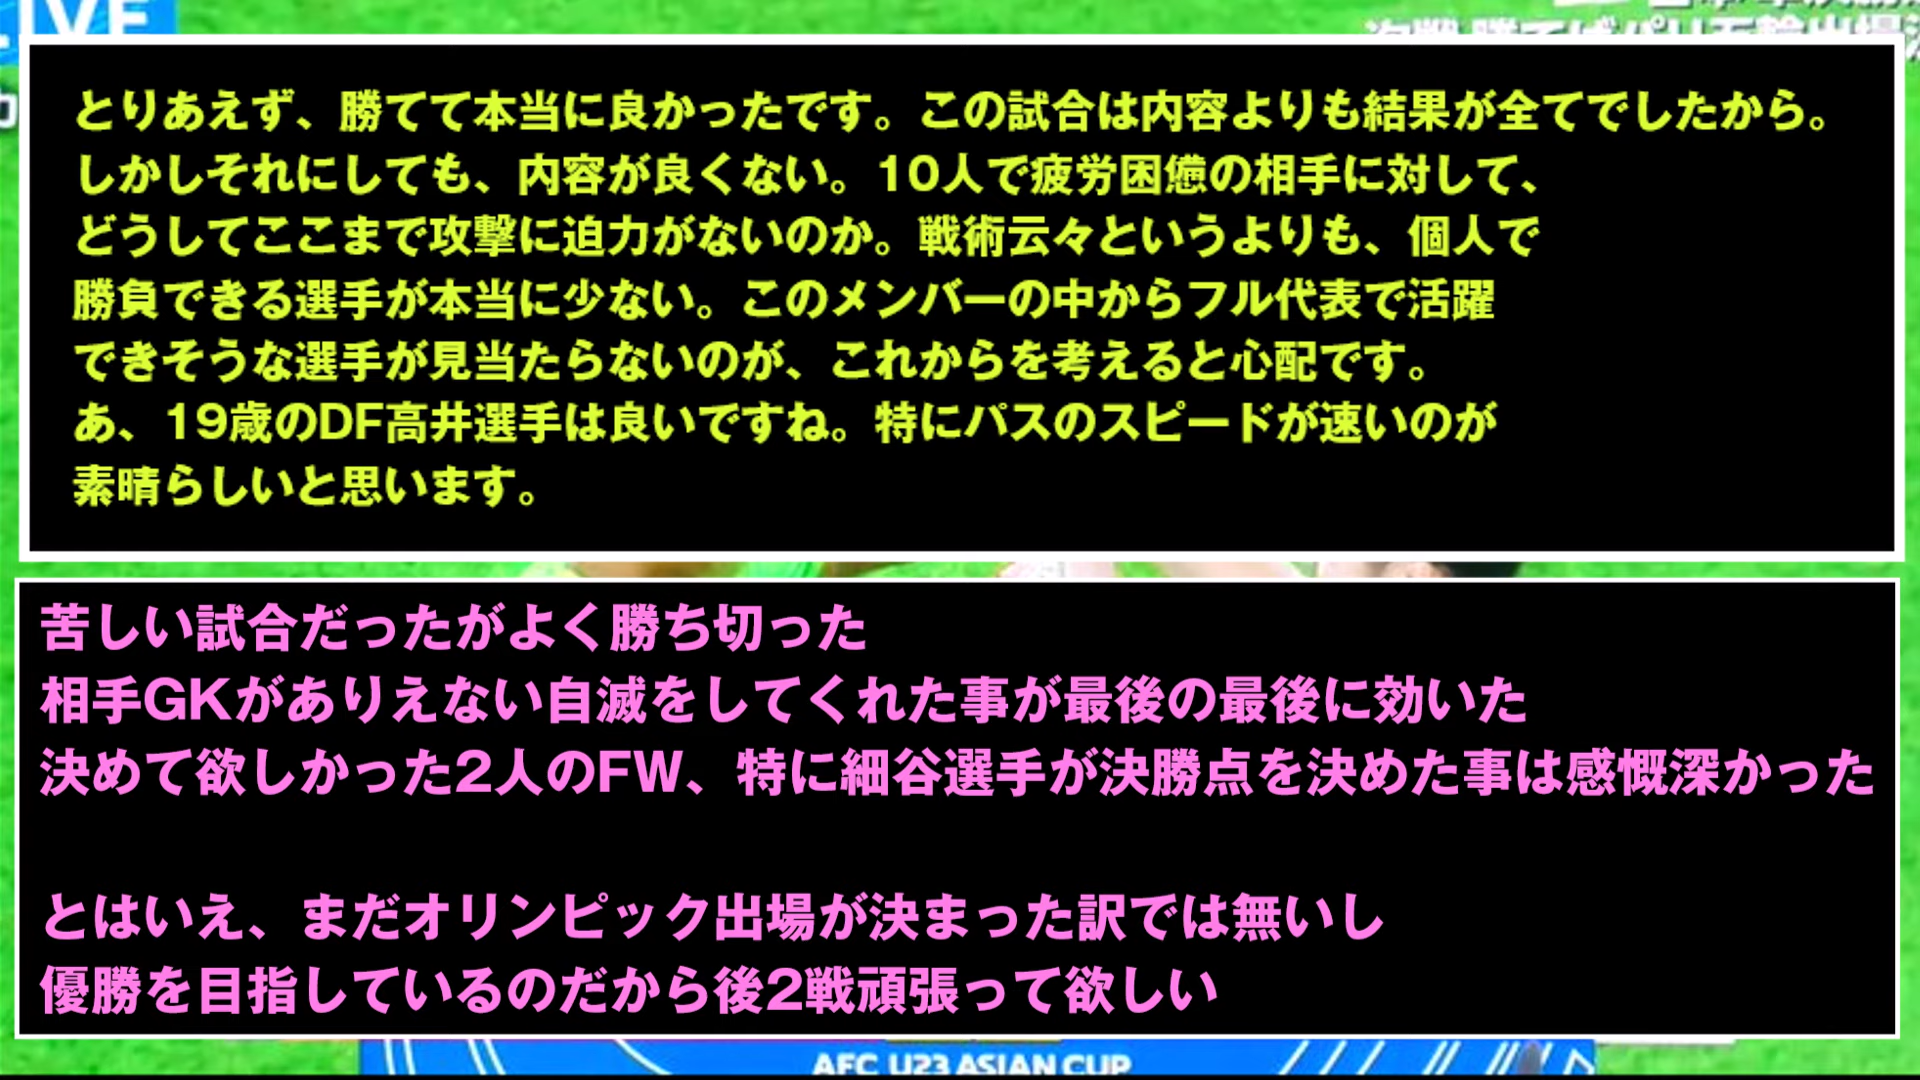 LIVE
次戦 勝てばパリ五輪出場
とりあえず、勝てて本当に良かったです。この試合は内容よりも結果が全てでしたから。
しかしそれにしても、内容が良くない。10人で疲労困憊の相手に対して、
どうしてここまで攻撃に迫力がないのか。戦術云々というよりも、個人で
勝負できる選手が本当に少ない。このメンバーの中からフル代表で活躍
できそうな選手が見当たらないのが、これからを考えると心配です。
あ、19歳のDF高井選手は良いですね。特にパスのスピードが速いのが
素晴らしいと思います。
苦しい試合だったがよく勝ち切った
相手GKがありえない自滅をしてくれた事が最後の最後に効いた
決めて欲しかった2人のFW、特に細谷選手が決勝点を決めた事は感慨深かった
とはいえ、まだオリンピック出場が決まった訳では無いし
優勝を目指しているのだから後2戦頑張って欲しい
AFC U23 ASIAN CUP